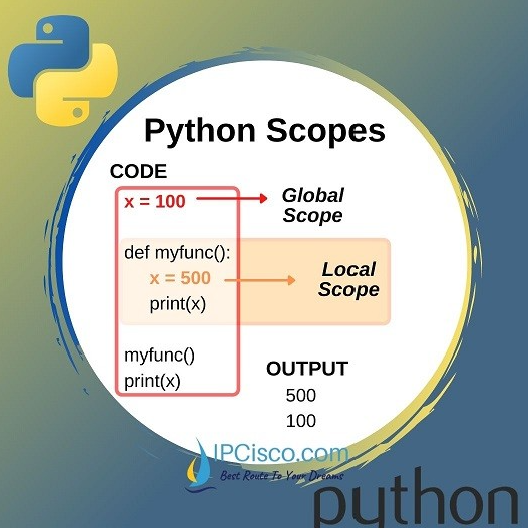 Python Scopes
CODE
x = 100
Global
Scope
def myfunc():
x = 500
print(x)
Local
Scope
myfunc()
print(x)
OUTPUT
500
100
IPCisco.com
Best Route To Your Dreams
python